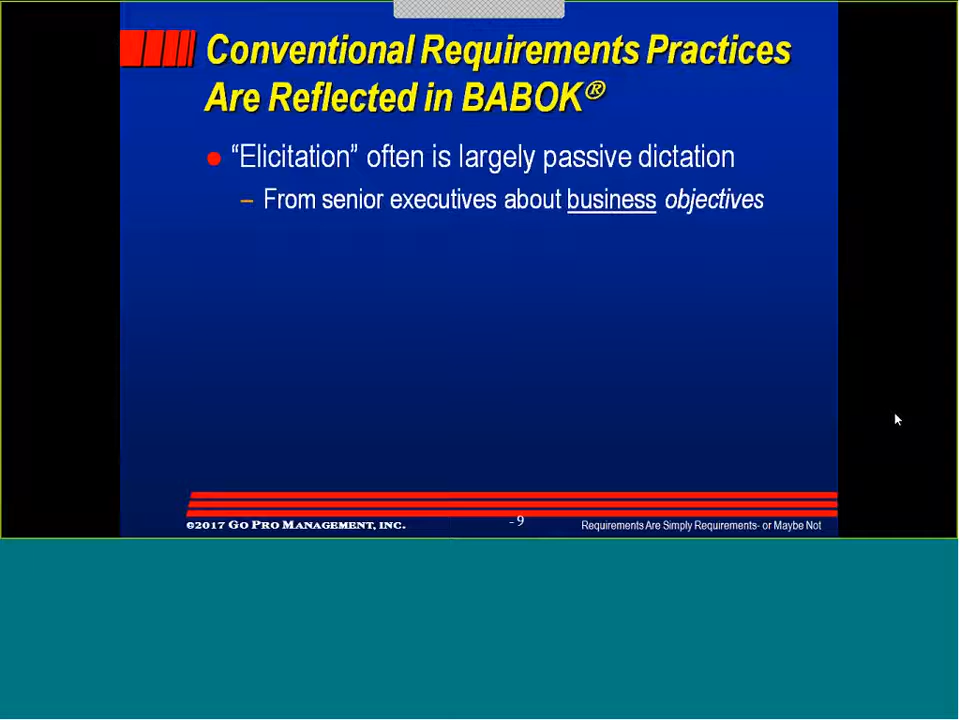 Conventional Requirements Practices
Are Reflected in BABOK®
● “Elicitation” often is largely passive dictation
– From senior executives about business objectives
©2017 Go Pro Management, Inc.
- 9
Requirements Are Simply Requirements- or Maybe Not